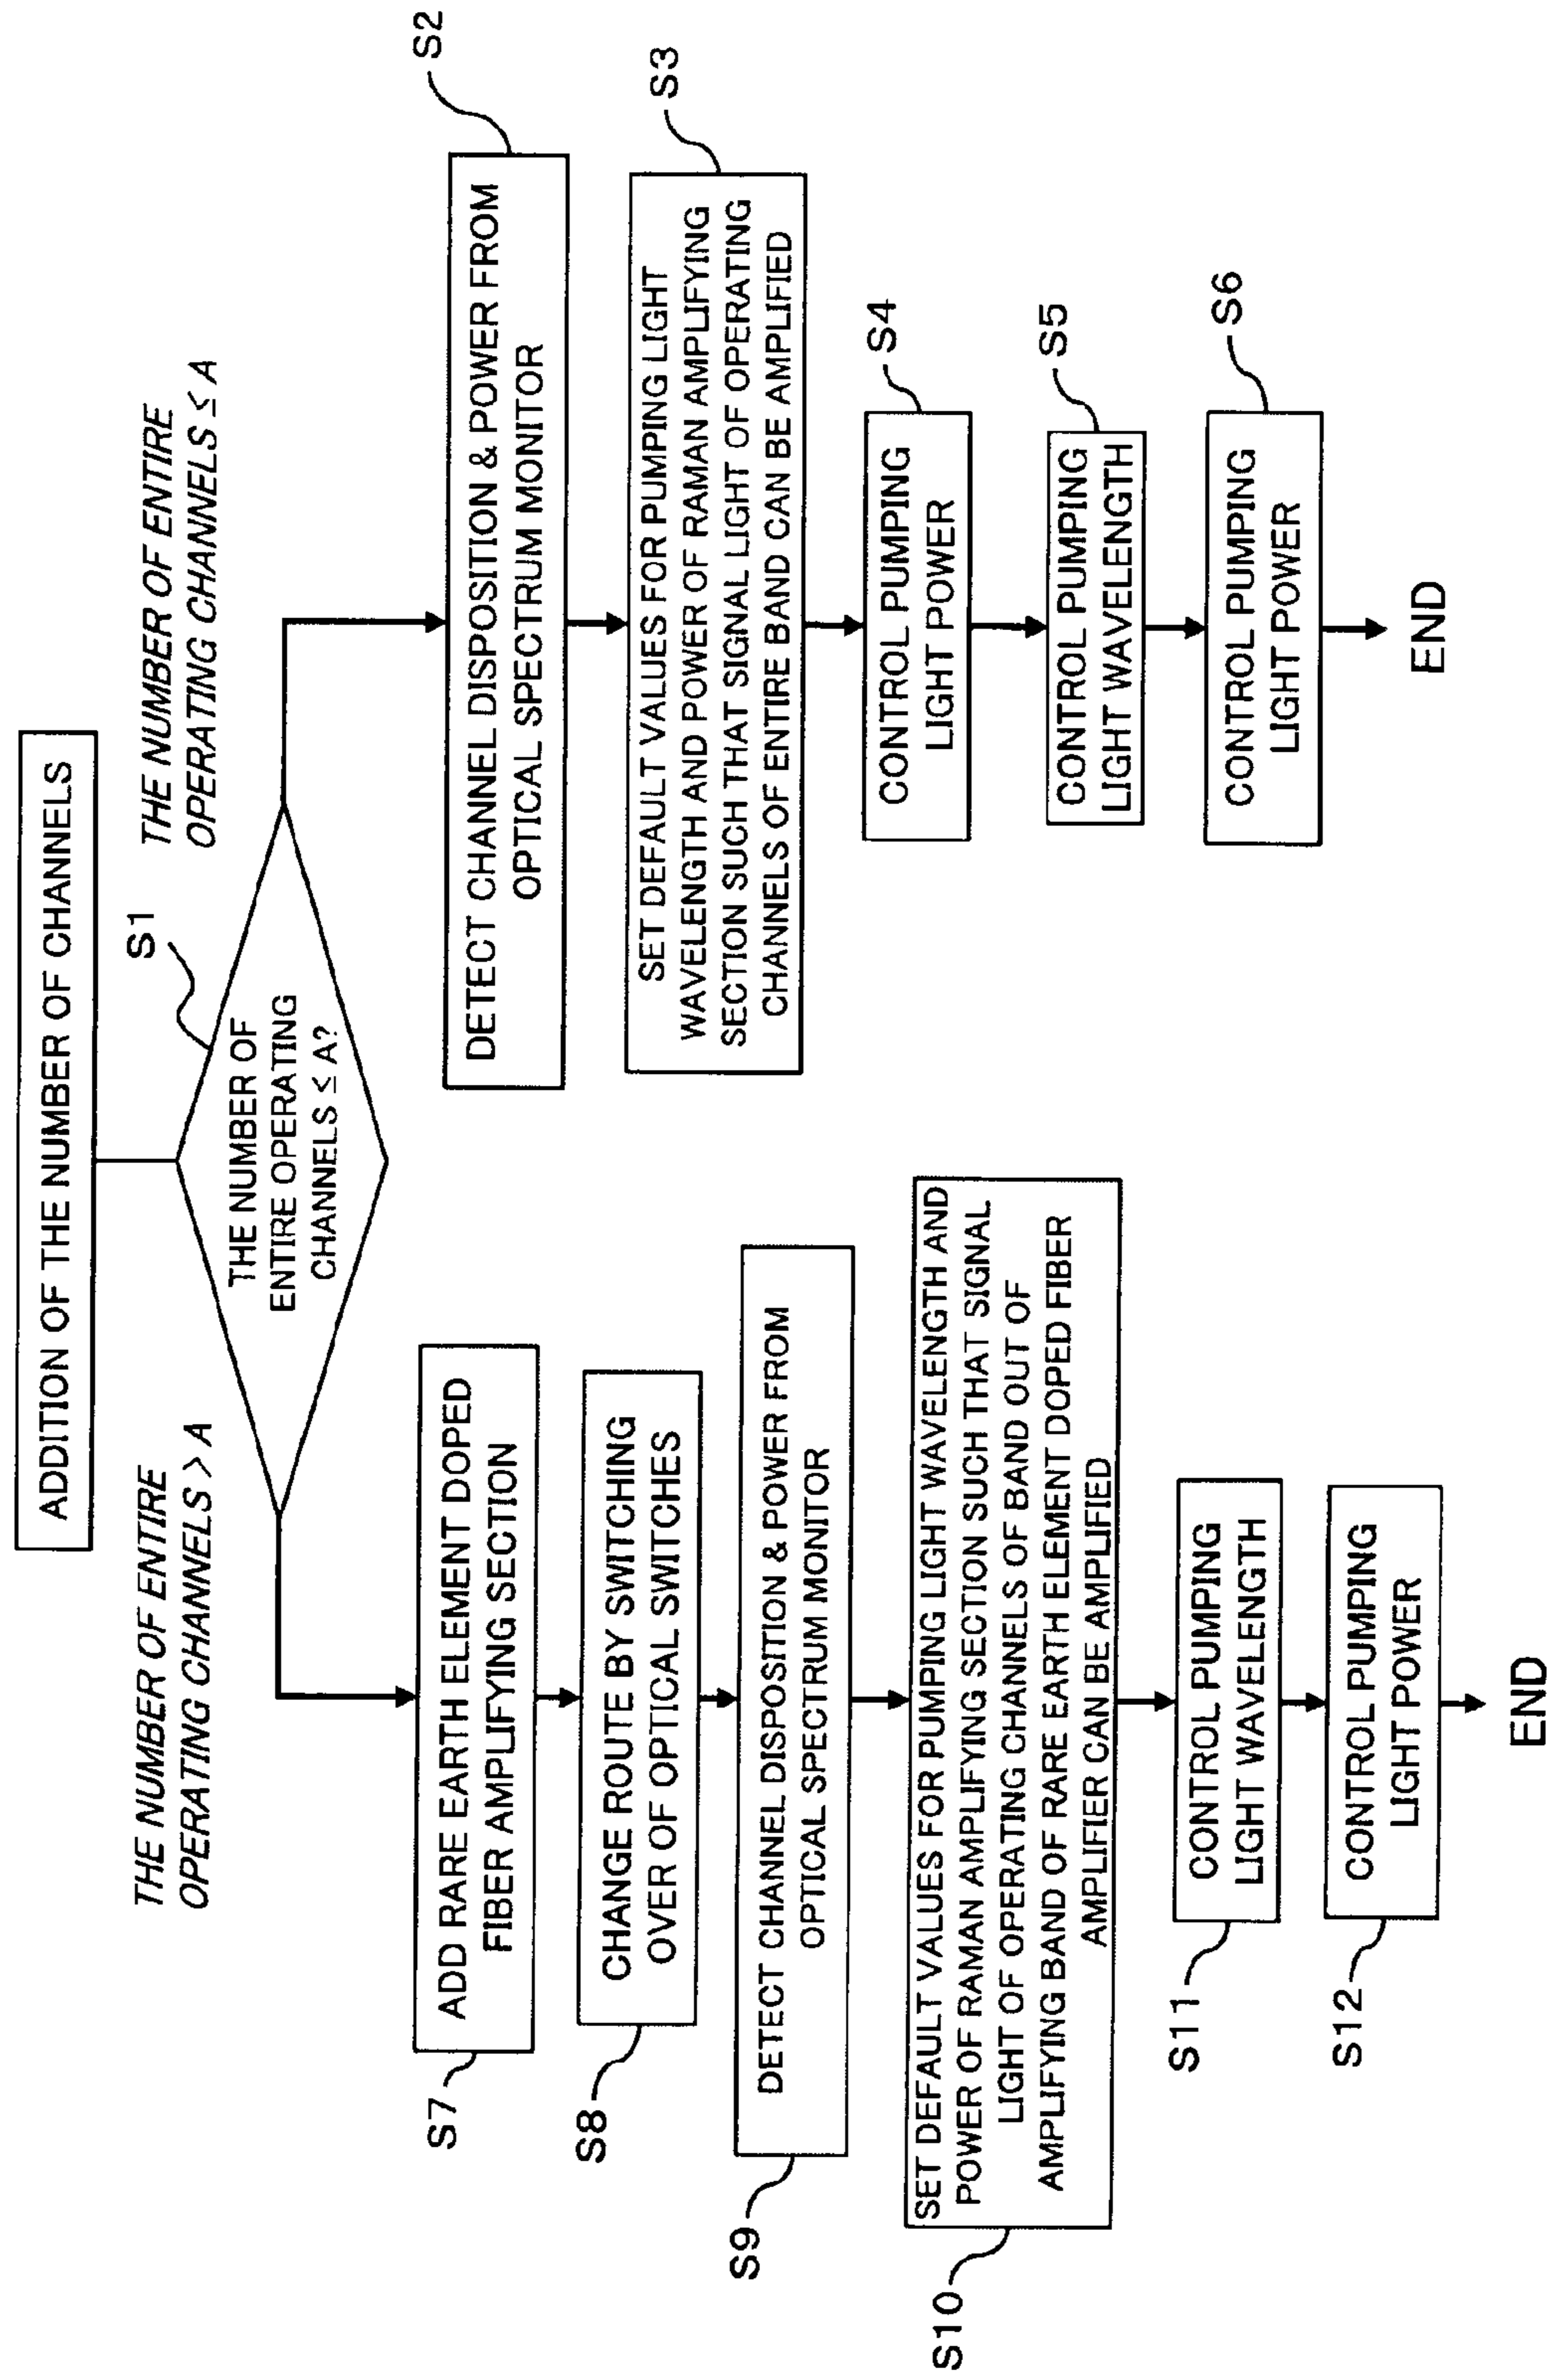 ADDITION OF THE NUMBER OF CHANNELS
S1
THE NUMBER OF
ENTIRE OPERATING
CHANNELS ≤ A?
THE NUMBER OF ENTIRE
OPERATING CHANNELS > A
THE NUMBER OF ENTIRE
OPERATING CHANNELS ≤ A
S7
ADD RARE EARTH ELEMENT DOPED
FIBER AMPLIFYING SECTION
S8
CHANGE ROUTE BY SWITCHING
OVER OF OPTICAL SWITCHES
S9
DETECT CHANNEL DISPOSITION & POWER FROM
OPTICAL SPECTRUM MONITOR
S10
SET DEFAULT VALUES FOR PUMPING LIGHT WAVELENGTH AND
POWER OF RAMAN AMPLIFYING SECTION SUCH THAT SIGNAL
LIGHT OF OPERATING CHANNELS OF BAND OUT OF
AMPLIFYING BAND OF RARE EARTH ELEMENT DOPED FIBER
AMPLIFIER CAN BE AMPLIFIED
S11
CONTROL PUMPING
LIGHT WAVELENGTH
S12
CONTROL PUMPING
LIGHT POWER
END
S2
DETECT CHANNEL DISPOSITION & POWER FROM
OPTICAL SPECTRUM MONITOR
S3
SET DEFAULT VALUES FOR PUMPING LIGHT
WAVELENGTH AND POWER OF RAMAN AMPLIFYING
SECTION SUCH THAT SIGNAL LIGHT OF OPERATING
CHANNELS OF ENTIRE BAND CAN BE AMPLIFIED
S4
CONTROL PUMPING
LIGHT POWER
S5
CONTROL PUMPING
LIGHT WAVELENGTH
S6
CONTROL PUMPING
LIGHT POWER
END